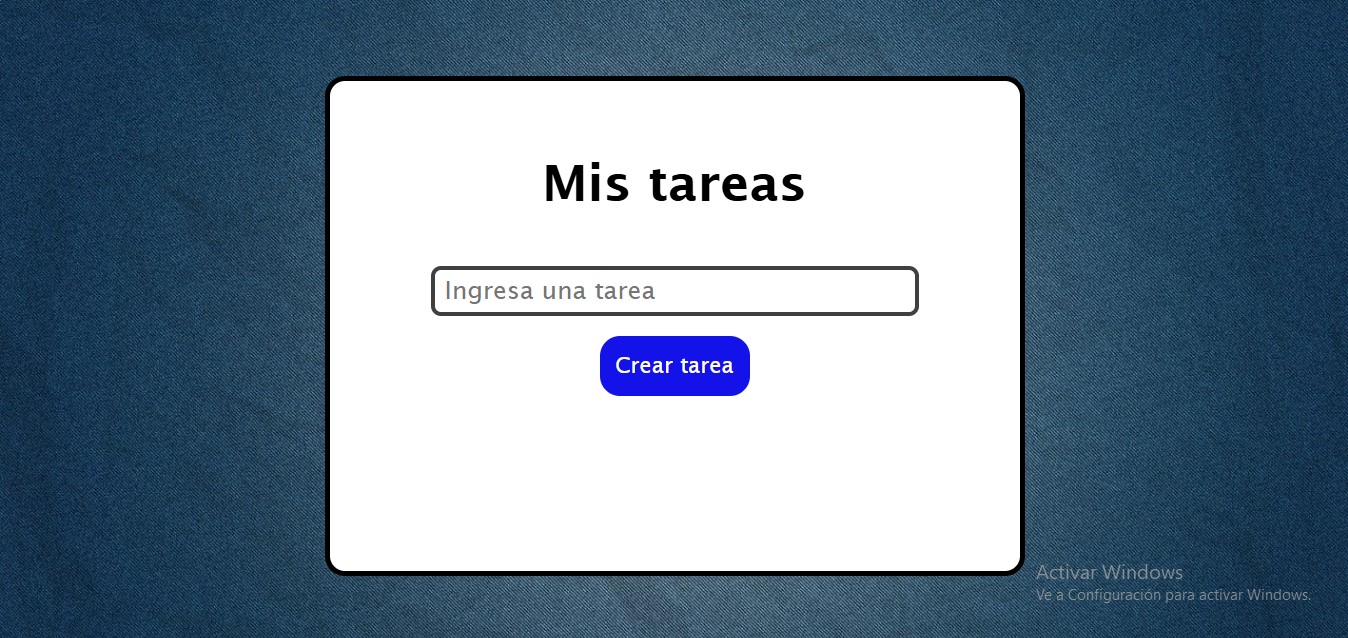 Mis tareas
Ingresa una tarea
Crear tarea
Activar Windows
Ve a Configuración para activar Windows.